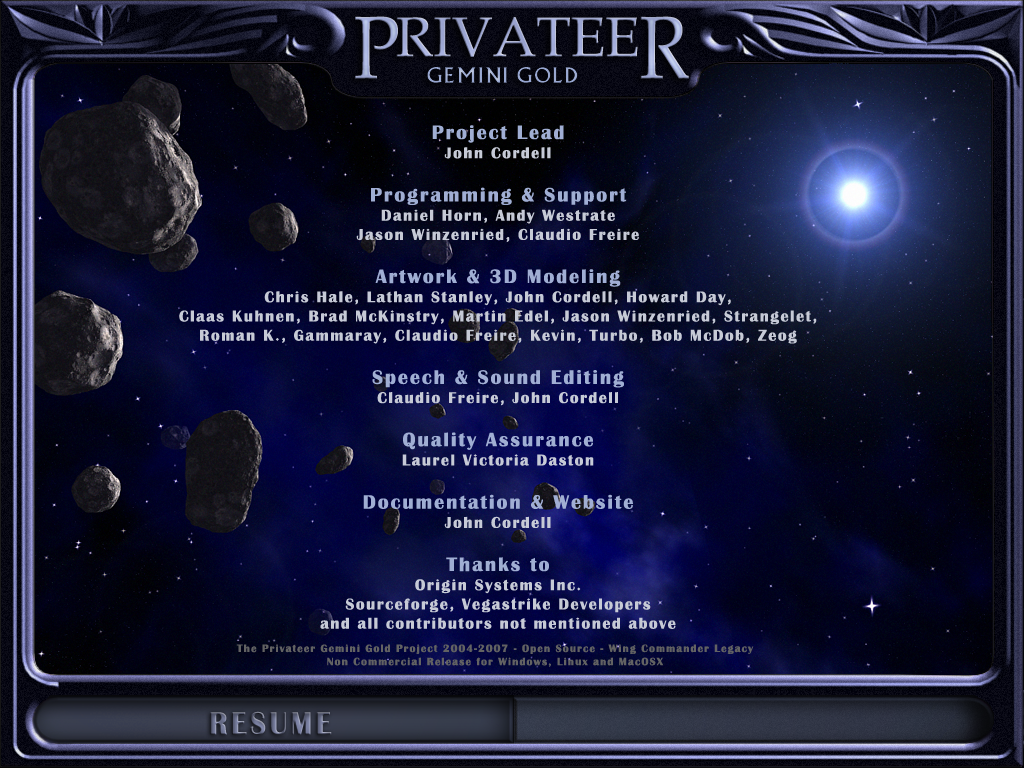 PRIVATEER
GEMINI GOLD
Project Lead
John Cordell
Programming & Support
Daniel Horn, Andy Westrate
Jason Winzenried, Claudio Freire
Artwork & 3D Modeling
Chris Hale, Lathan Stanley, John Cordell, Howard Day,
Claas Kuhnen, Brad McKinstry, Martin Edel, Jason Winzenried, Strangelet,
Roman K., Gammaray, Claudio Freire, Kevin, Turbo, Bob McDob, Zeog
Speech & Sound Editing
Claudio Freire, John Cordell
Quality Assurance
Laurel Victoria Daston
Documentation & Website
John Cordell
Thanks to
Origin Systems Inc.
Sourceforge, Vegastrike Developers
and all contributors not mentioned above
The Privateer Gemini Gold Project 2004-2007 - Open Source - Wing Commander Legacy
Non Commercial Release for Windows, Linux and MacOSX
RESUME